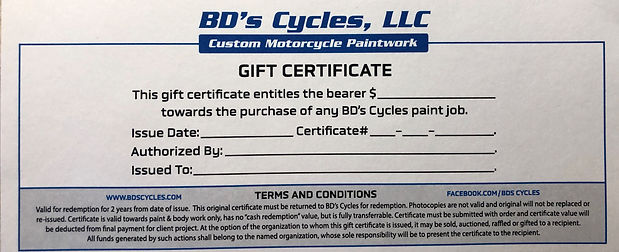 BD's Cycles, LLC
Custom Motorcycle Paintwork
GIFT CERTIFICATE
This gift certificate entitles the bearer $____________________
towards the purchase of any BD's Cycles paint job.
Issue Date:________________ Certificate# ____-____-__________.
Authorized By: ______________________________________________.
Issued To:___________________________________________________.
WWW.BDSCYCLES.COM TERMS AND CONDITIONS FACEBOOK.COM/BDS CYCLES
Valid for redemption for 2 years from date of issue. This original certificate must be returned to BD's Cycles for redemption. Photocopies are not valid and original will not be replaced or
re-issued. Certificate is valid towards paint & body work only, has no "cash redemption" value, but is fully transferrable. Certificate must be submitted with order and certificate value will
be deducted from final payment for client project. At the option of the organization to whom this gift certificate is issued, it may be sold, auctioned, raffled or gifted to a recipient.
All funds generated by such actions shall belong to the named organization, whose sole responsibility will be to present the certificate to the recipient.